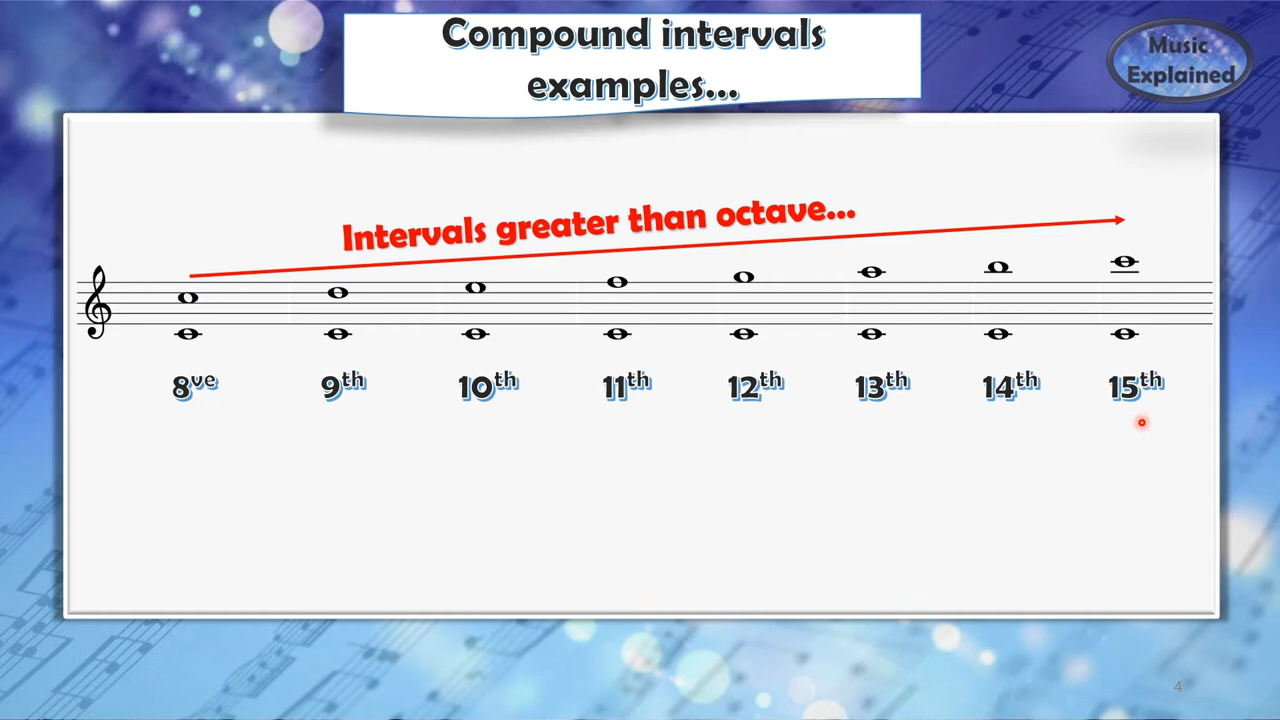 Compound intervals
examples...
Music
Explained
Intervals greater than octave...
8ve 9th 10th 11th 12th 13th 14th 15th
4